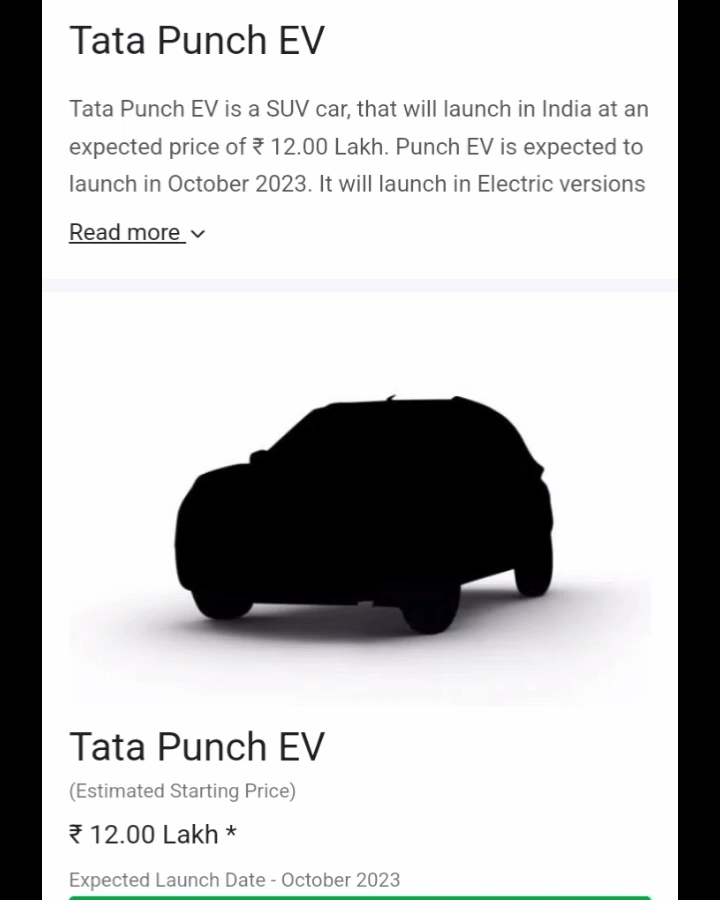 Tata Punch EV
Tata Punch EV is a SUV car, that will launch in India at an
expected price of ₹ 12.00 Lakh. Punch EV is expected to
launch in October 2023. It will launch in Electric versions
Read more
Tata Punch EV
(Estimated Starting Price)
₹ 12.00 Lakh *
Expected Launch Date - October 2023